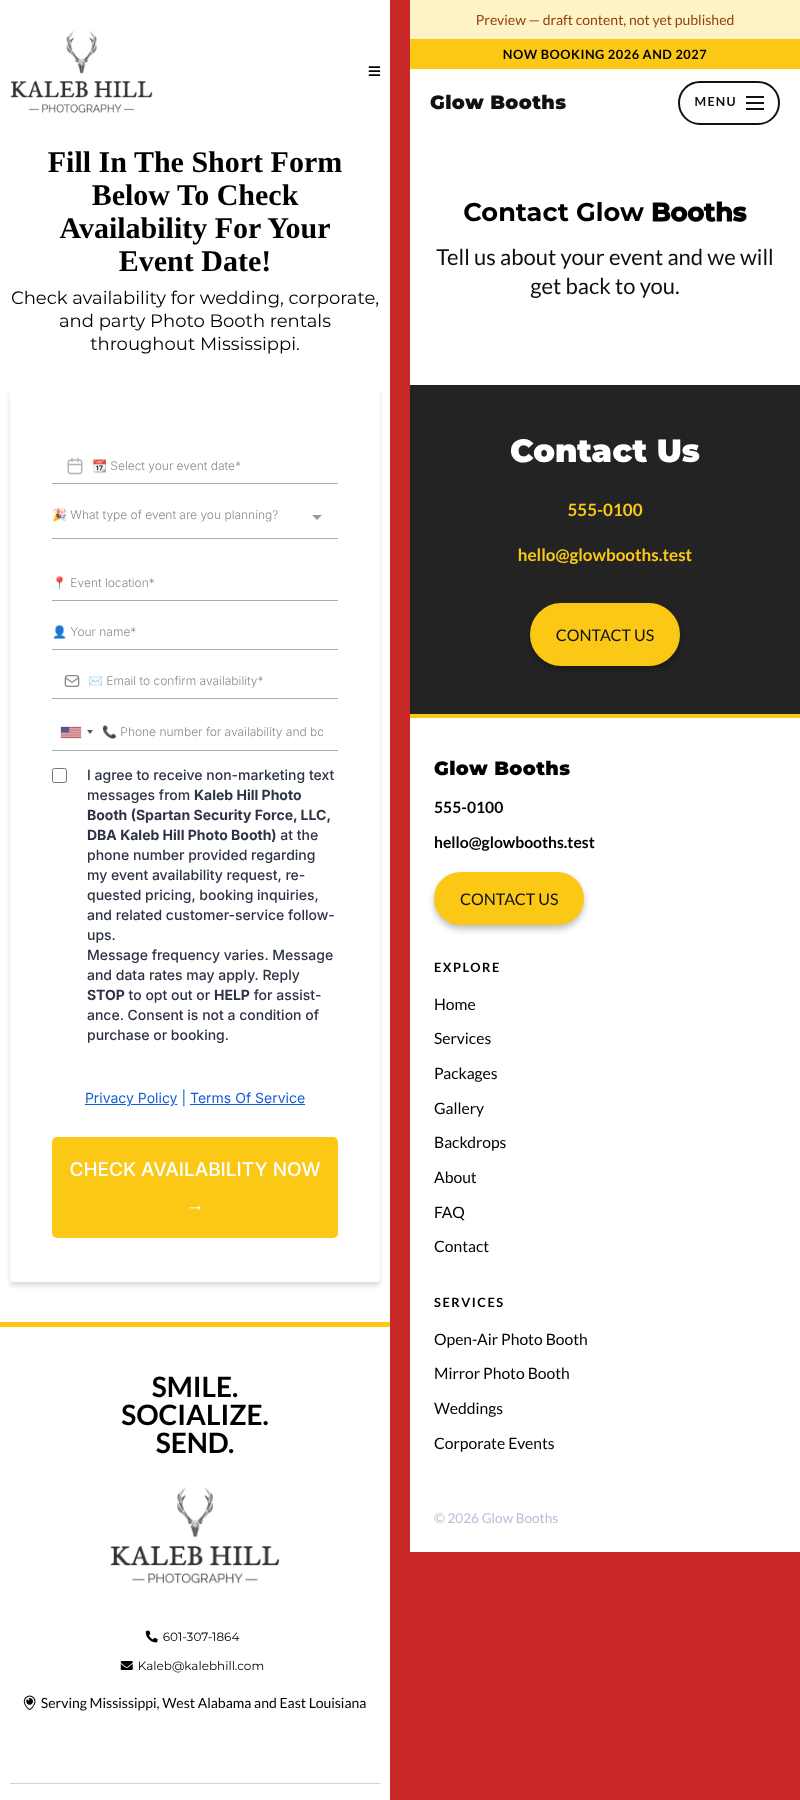 KALEB HILL
PHOTOGRAPHY
Fill In The Short Form
Below To Check
Availability For Your
Event Date!
Check availability for wedding, corporate,
and party Photo Booth rentals
throughout Mississippi.
📆 Select your event date*
🎉 What type of event are you planning?
📍 Event location*
👤 Your name*
✉️ Email to confirm availability*
📞 Phone number for availability and bo
I agree to receive non-marketing text
messages from Kaleb Hill Photo
Booth (Spartan Security Force, LLC,
DBA Kaleb Hill Photo Booth) at the
phone number provided regarding
my event availability request, re-
quested pricing, booking inquiries,
and related customer-service follow-
ups.
Message frequency varies. Message
and data rates may apply. Reply
STOP to opt out or HELP for assist-
ance. Consent is not a condition of
purchase or booking.
Privacy Policy | Terms Of Service
CHECK AVAILABILITY NOW
→
SMILE.
SOCIALIZE.
SEND.
KALEB HILL
PHOTOGRAPHY
601-307-1864
Kaleb@kalebhill.com
Serving Mississippi, West Alabama and East Louisiana
Preview — draft content, not yet published
NOW BOOKING 2026 AND 2027
Glow Booths
MENU
Contact Glow Booths
Tell us about your event and we will
get back to you.
Contact Us
555-0100
hello@glowbooths.test
CONTACT US
Glow Booths
555-0100
hello@glowbooths.test
CONTACT US
EXPLORE
Home
Services
Packages
Gallery
Backdrops
About
FAQ
Contact
SERVICES
Open-Air Photo Booth
Mirror Photo Booth
Weddings
Corporate Events
© 2026 Glow Booths